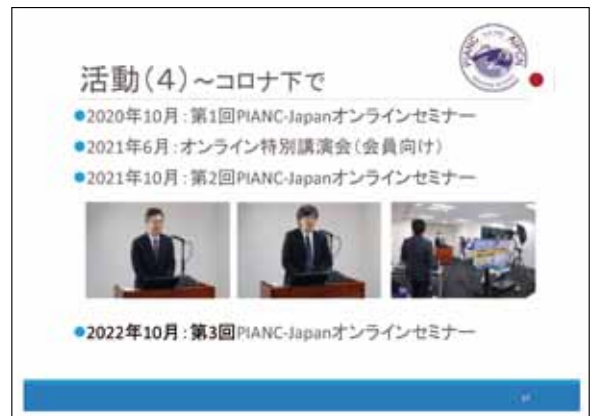 PIANC AIPCN
活動(4)～コロナ下で
●2020年10月:第1回PIANC-Japanオンラインセミナー
●2021年6月:オンライン特別講演会(会員向け)
●2021年10月:第2回PIANC-Japanオンラインセミナー
●2022年10月:第3回PIANC-Japanオンラインセミナー